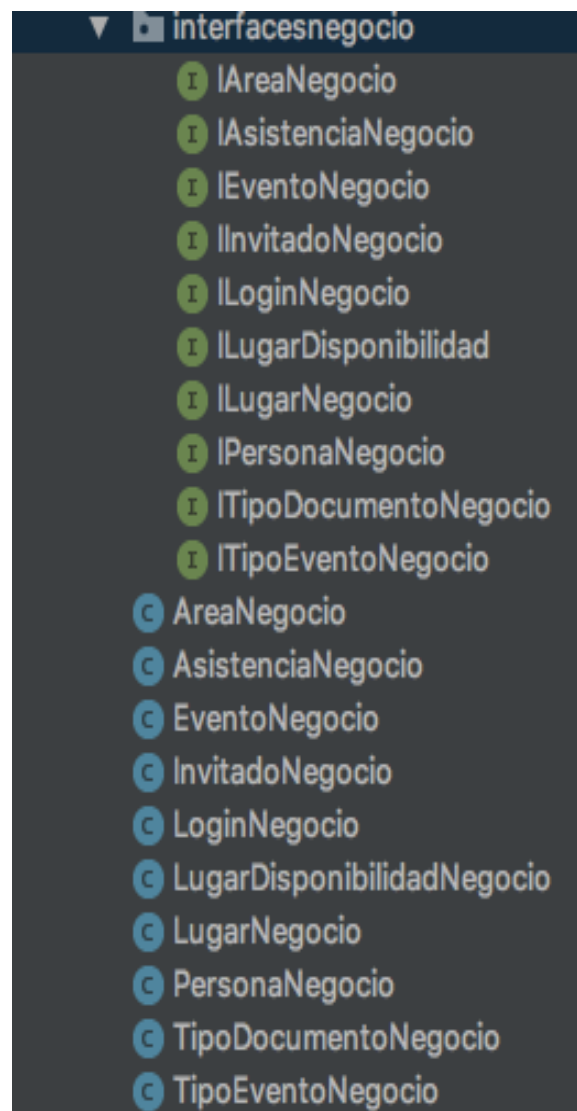 interfacesnegocio
I IAreaNegocio
I IAsistenciaNegocio
I IEventoNegocio
I IInvitadoNegocio
I ILoginNegocio
I ILugarDisponibilidad
I ILugarNegocio
I IPersonaNegocio
I ITipoDocumentoNegocio
I ITipoEventoNegocio
C AreaNegocio
C AsistenciaNegocio
C EventoNegocio
C InvitadoNegocio
C LoginNegocio
C LugarDisponibilidadNegocio
C LugarNegocio
C PersonaNegocio
C TipoDocumentoNegocio
C TipoEventoNegocio